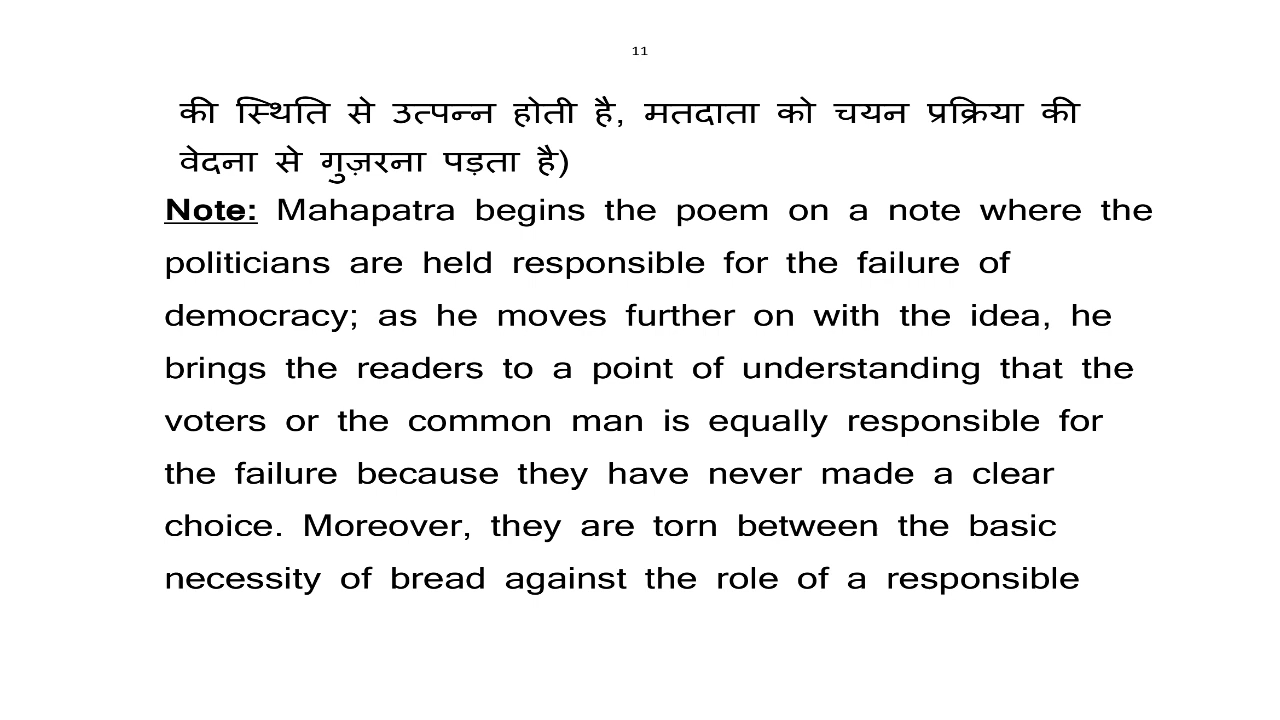 11
की स्थिति से उत्पन्न होती है, मतदाता को चयन प्रक्रिया की
वेदना से गुज़रना पड़ता है)
Note: Mahapatra begins the poem on a note where the
politicians are held responsible for the failure of
democracy; as he moves further on with the idea, he
brings the readers to a point of understanding that the
voters or the common man is equally responsible for
the failure because they have never made a clear
choice. Moreover, they are torn between the basic
necessity of bread against the role of a responsible